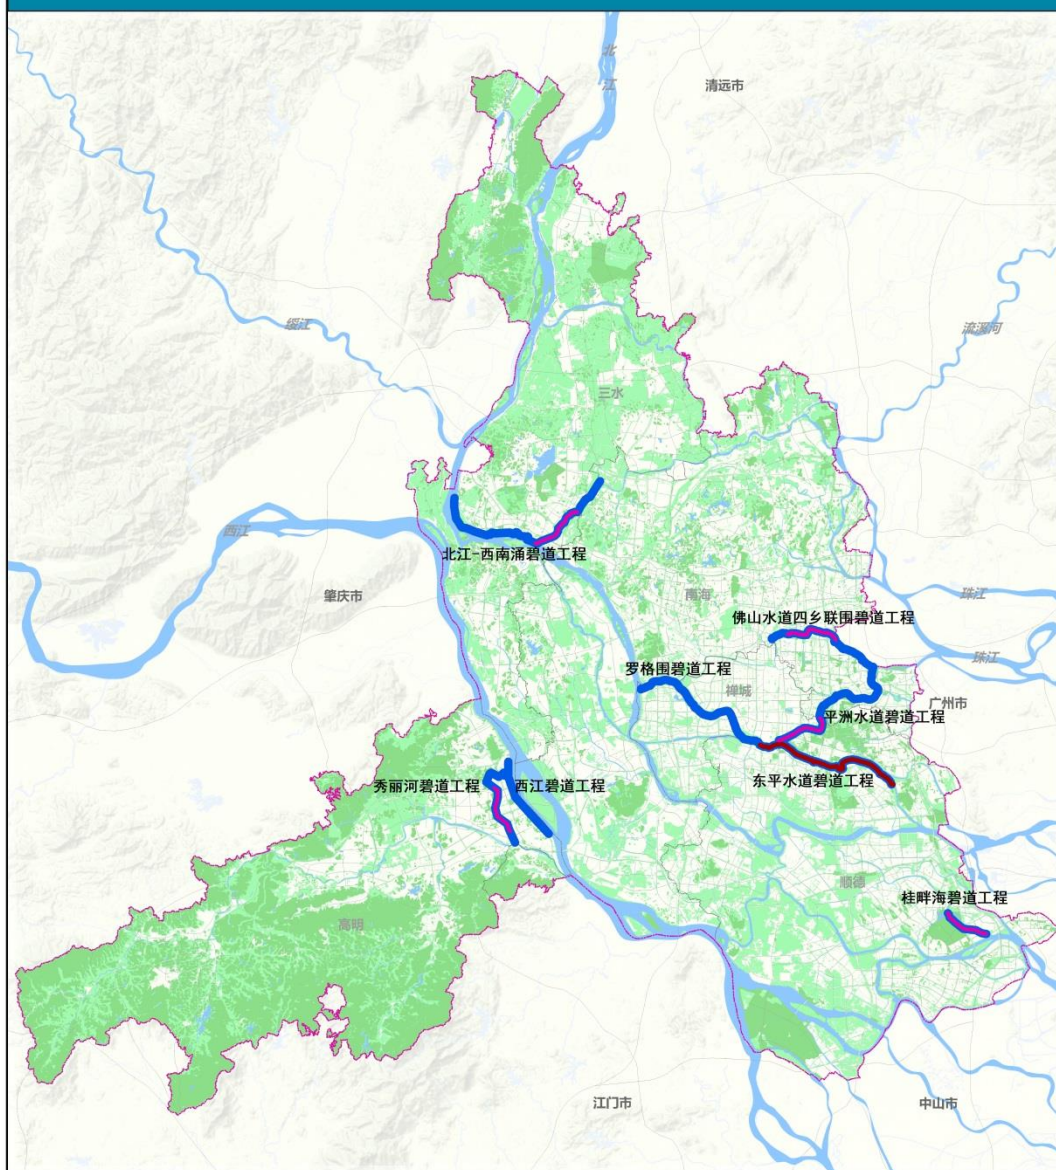 北
江
清远市
绥江
流溪河
三水
西江
北江-西南涌碧道工程
肇庆市
南海
珠江
佛山水道四乡联围碧道工程
珠江
罗格围碧道工程
禅城
广州市
平洲水道碧道工程
东平水道碧道工程
秀丽河碧道工程
西江碧道工程
顺德
桂畔海碧道工程
高明
江门市
中山市